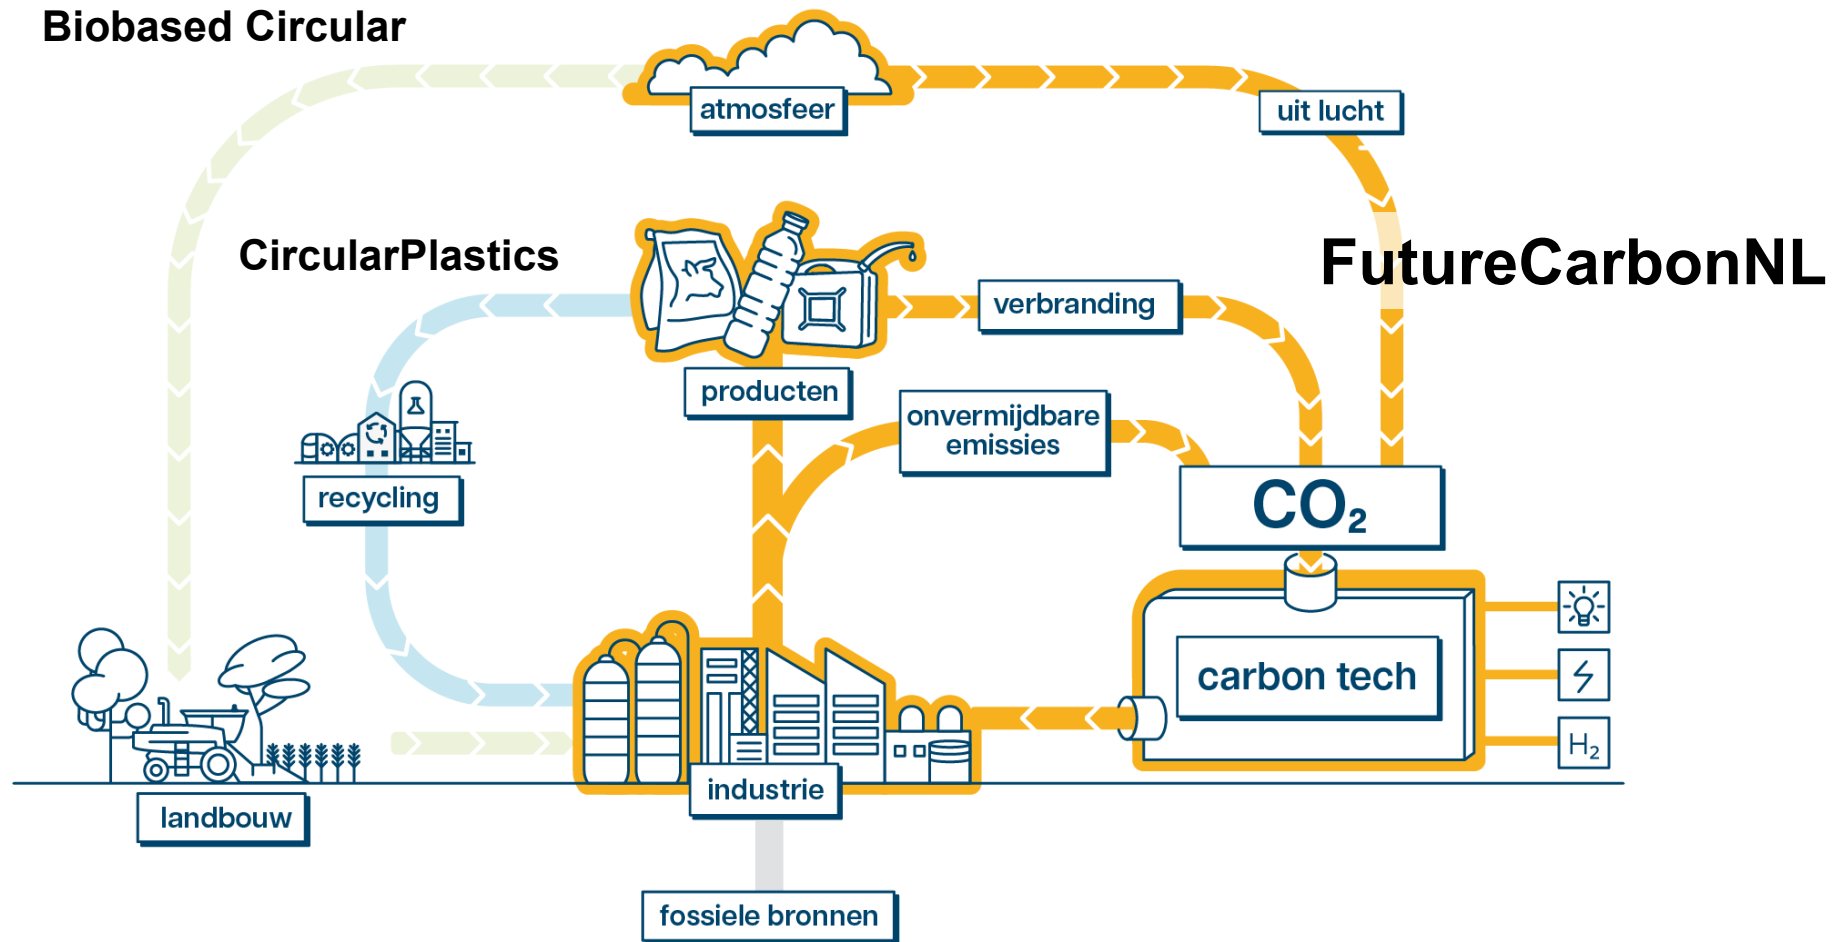 Biobased Circular
atmosfeer
uit lucht
CircularPlastics
FutureCarbonNL
verbranding
producten
onvermijdbare
emissies
recycling
CO₂
carbon tech
H₂
industrie
landbouw
fossiele bronnen